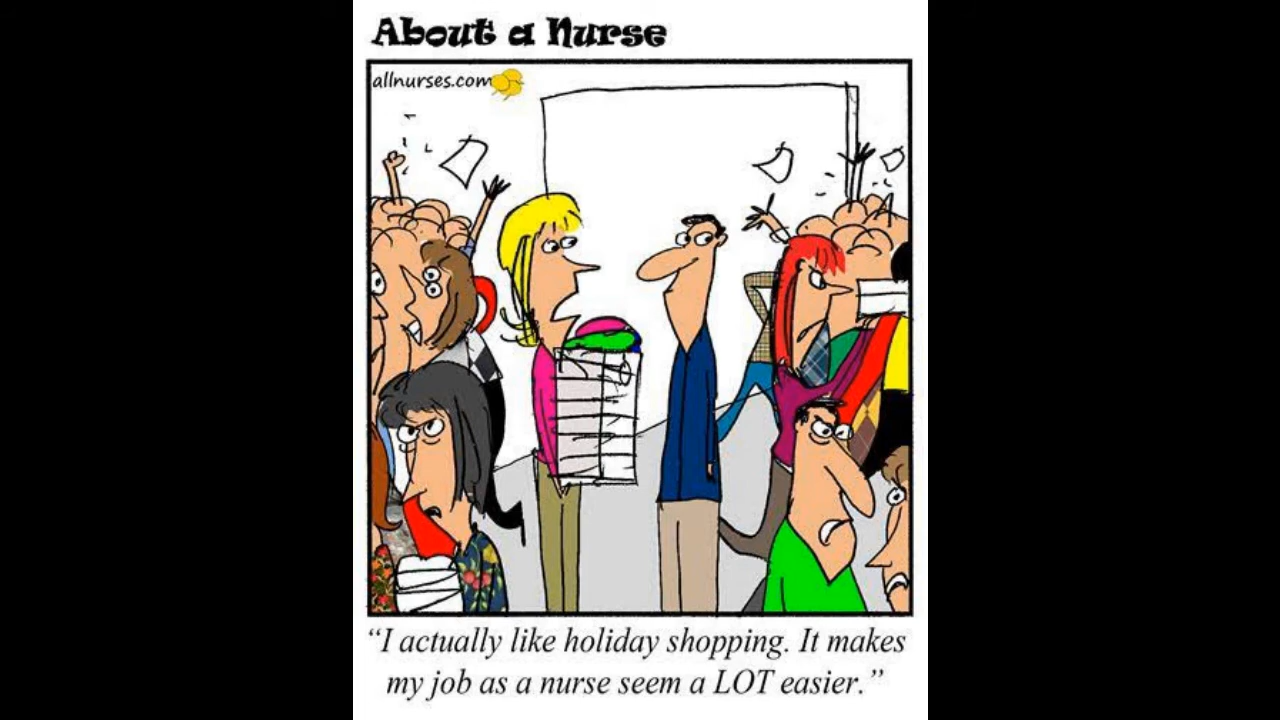 About a Nurse
allnurses.com
“I actually like holiday shopping. It makes
my job as a nurse seem a LOT easier.”